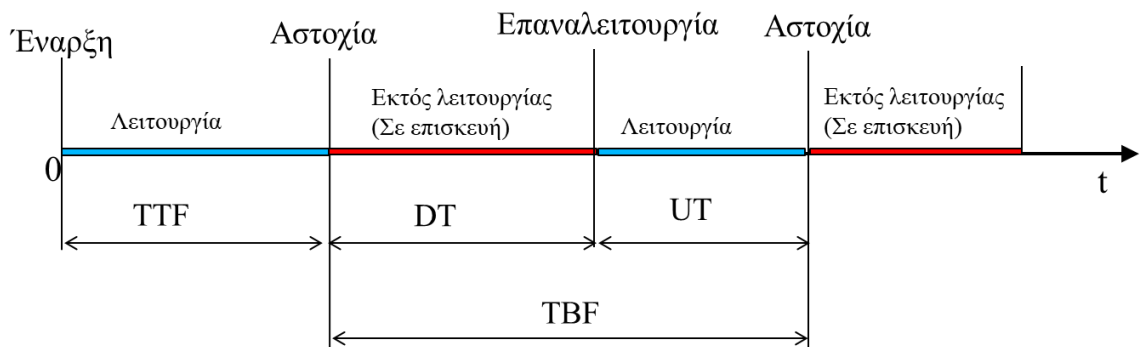 Έναρξη
Αστοχία
Επαναλειτουργία
Αστοχία
Λειτουργία
Εκτός λειτουργίας
(Σε επισκευή)
Λειτουργία
Εκτός λειτουργίας
(Σε επισκευή)
0
t
TTF
DT
UT
TBF